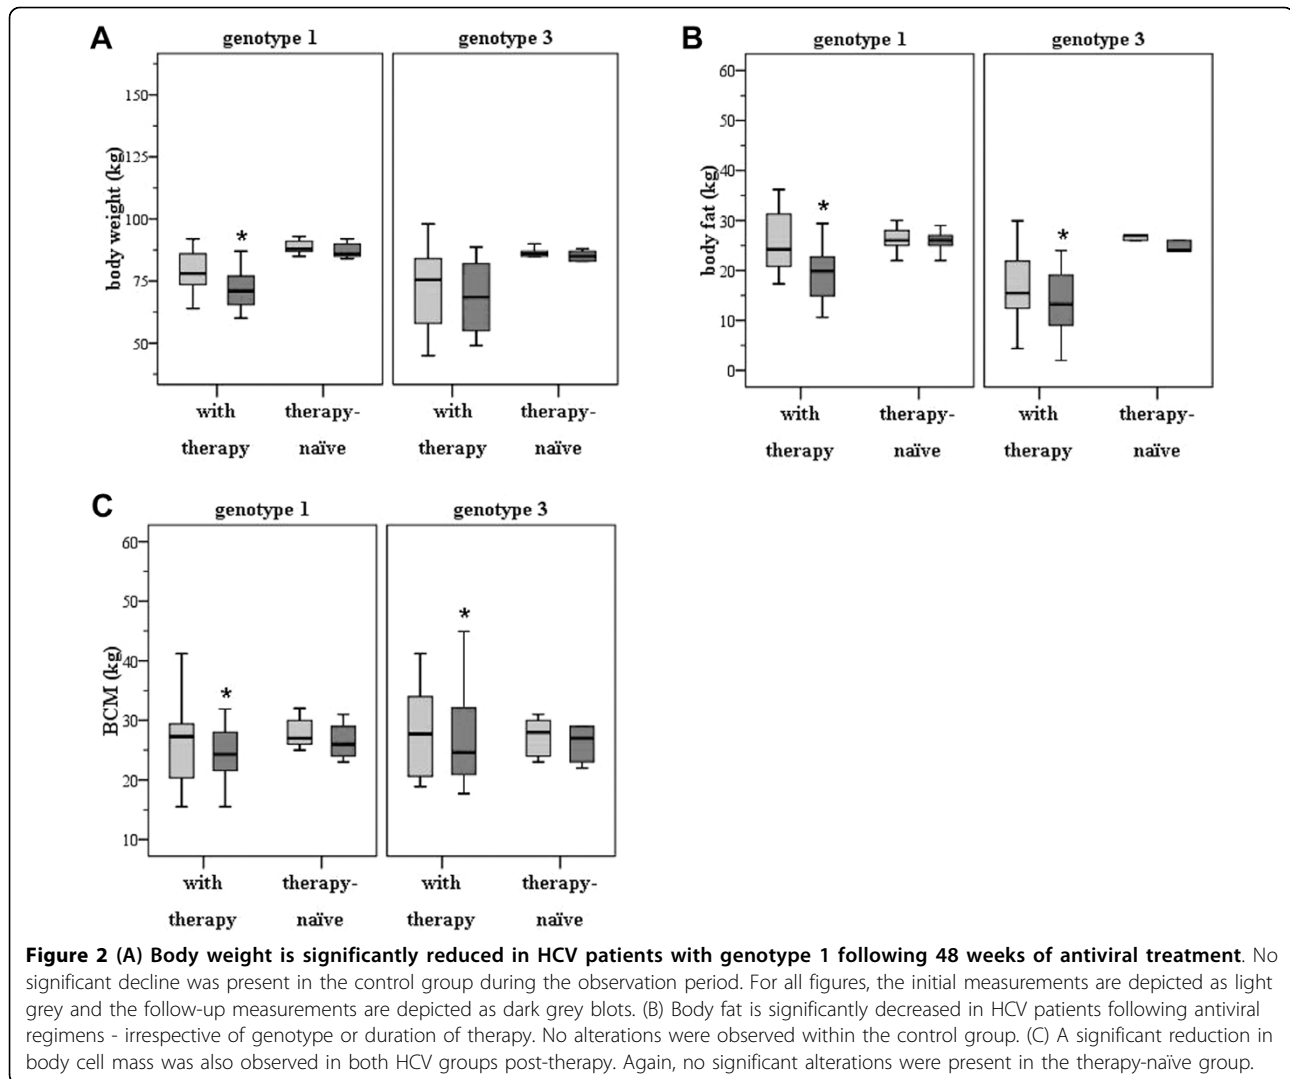 A
genotype 1
genotype 3
body weight (kg)
150
125
100
75
50
*
with therapy
therapy-naïve
with therapy
therapy-naïve
B
genotype 1
genotype 3
body fat (kg)
60
50
40
30
20
10
0
*
*
with therapy
therapy-naïve
with therapy
therapy-naïve
C
genotype 1
genotype 3
BCM (kg)
60
50
40
30
20
10
*
*
with therapy
therapy-naïve
with therapy
therapy-naïve
Figure 2 (A) Body weight is significantly reduced in HCV patients with genotype 1 following 48 weeks of antiviral treatment. No
significant decline was present in the control group during the observation period. For all figures, the initial measurements are depicted as light
grey and the follow-up measurements are depicted as dark grey blots. (B) Body fat is significantly decreased in HCV patients following antiviral
regimens - irrespective of genotype or duration of therapy. No alterations were observed within the control group. (C) A significant reduction in
body cell mass was also observed in both HCV groups post-therapy. Again, no significant alterations were present in the therapy-naïve group.